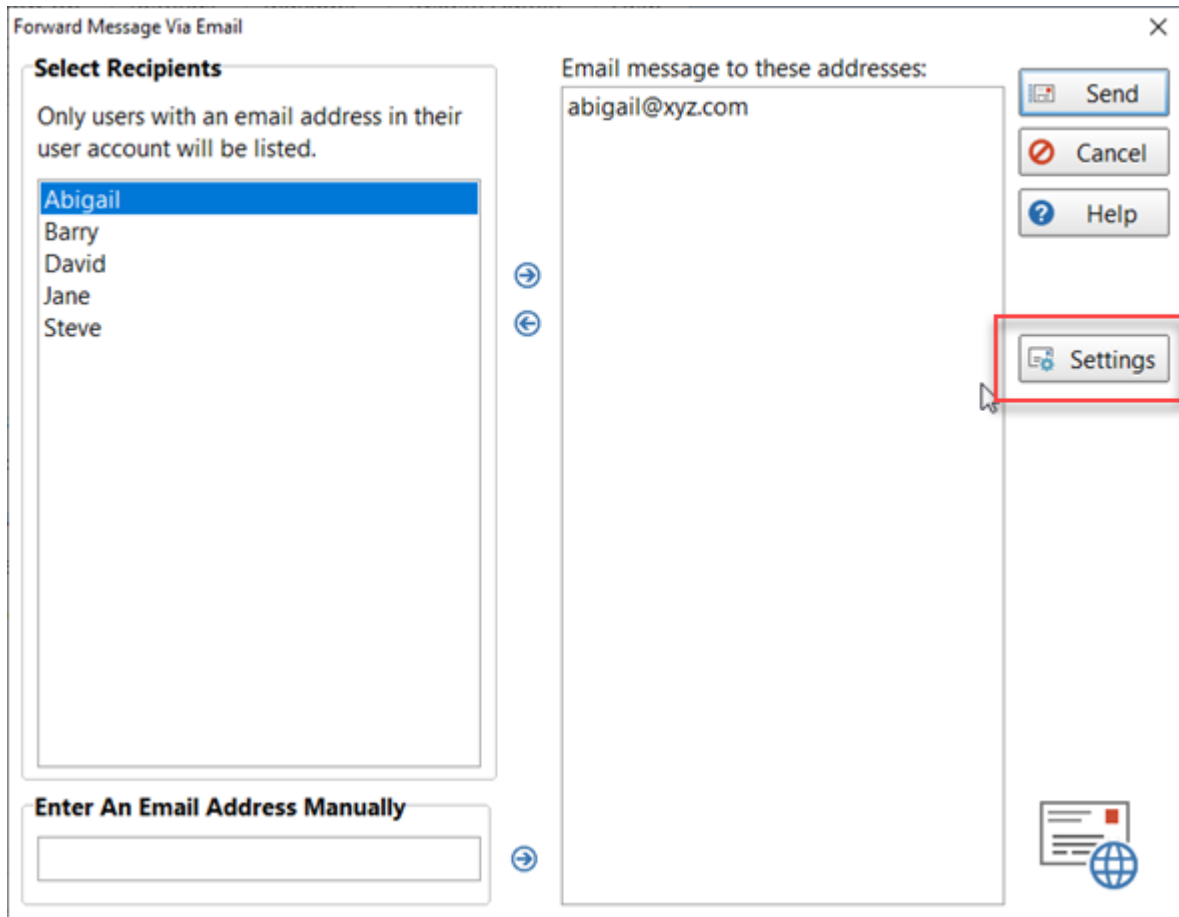 Forward Message Via Email
Select Recipients
Only users with an email address in their
user account will be listed.
Abigail
Barry
David
Jane
Steve
Enter An Email Address Manually
Email message to these addresses:
abigail@xyz.com
Send
Cancel
Help
Settings